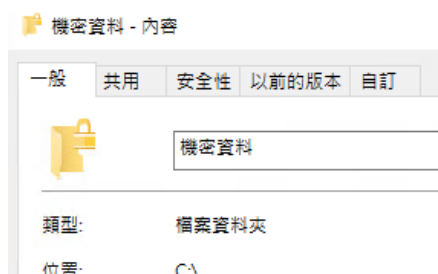 機密資料 - 內容
一般 共用 安全性 以前的版本 自訂
機密資料
類型: 檔案資料夾
位置: C:\